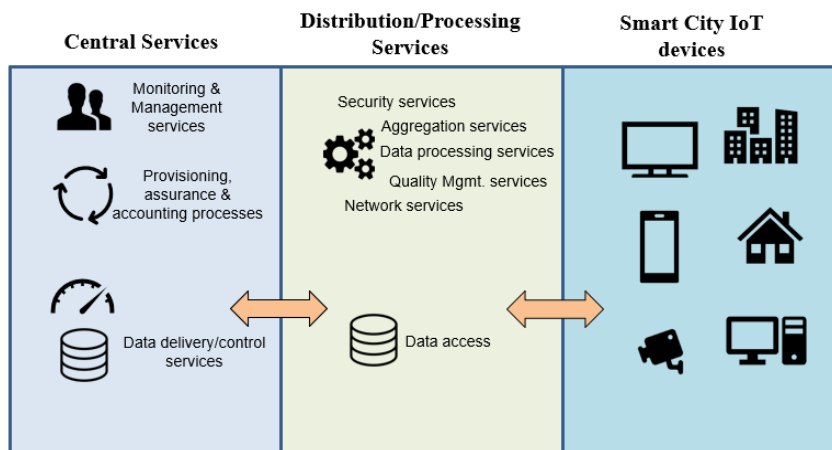 Central Services
Distribution/Processing
Services
Smart City IoT
devices
Monitoring &
Management
services
Provisioning,
assurance &
accounting processes
Data delivery/control
services
Security services
Aggregation services
Data processing services
Quality Mgmt. services
Network services
Data access